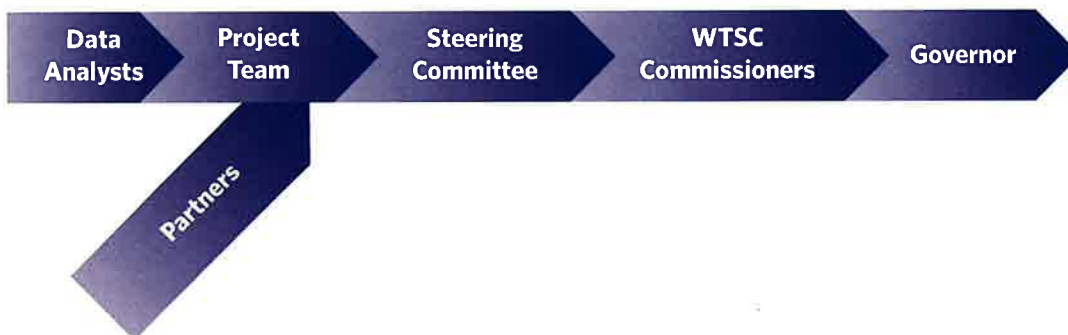 Data
Analysts
Project
Team
Steering
Committee
WTSC
Commissioners
Governor
Partners